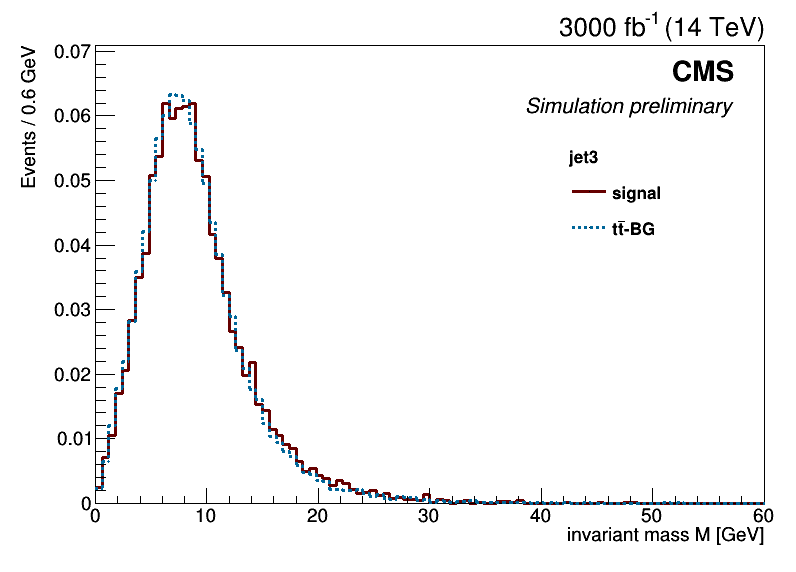 3000 fb⁻¹ (14 TeV)
CMS
Simulation preliminary
jet3
signal
tt̄-BG
Events / 0.6 GeV
0.07
0.06
0.05
0.04
0.03
0.02
0.01
0
0 10 20 30 40 50 60
invariant mass M [GeV]